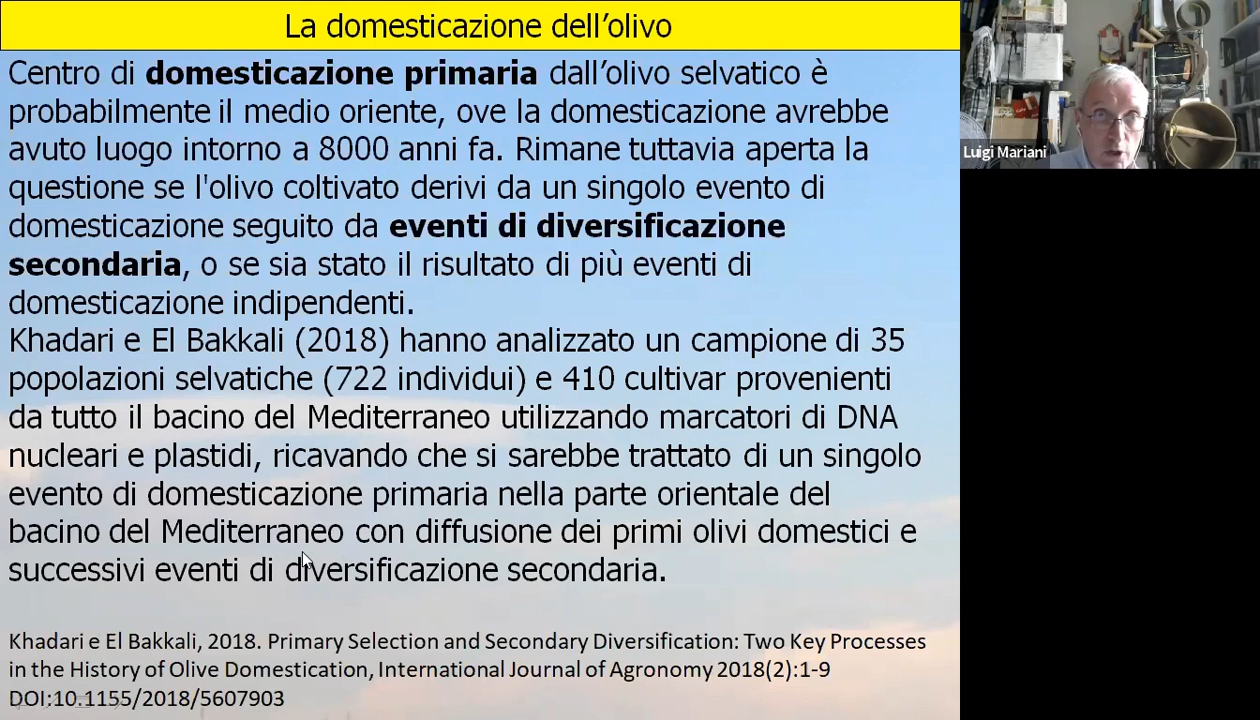 La domesticazione dell’olivo
Centro di domesticazione primaria dall’olivo selvatico è
probabilmente il medio oriente, ove la domesticazione avrebbe
avuto luogo intorno a 8000 anni fa. Rimane tuttavia aperta la
questione se l'olivo coltivato derivi da un singolo evento di
domesticazione seguito da eventi di diversificazione
secondaria, o se sia stato il risultato di più eventi di
domesticazione indipendenti.
Khadari e El Bakkali (2018) hanno analizzato un campione di 35
popolazioni selvatiche (722 individui) e 410 cultivar provenienti
da tutto il bacino del Mediterraneo utilizzando marcatori di DNA
nucleari e plastidi, ricavando che si sarebbe trattato di un singolo
evento di domesticazione primaria nella parte orientale del
bacino del Mediterraneo con diffusione dei primi olivi domestici e
successivi eventi di diversificazione secondaria.
Khadari e El Bakkali, 2018. Primary Selection and Secondary Diversification: Two Key Processes
in the History of Olive Domestication, International Journal of Agronomy 2018(2):1-9
DOI:10.1155/2018/5607903
Luigi Mariani